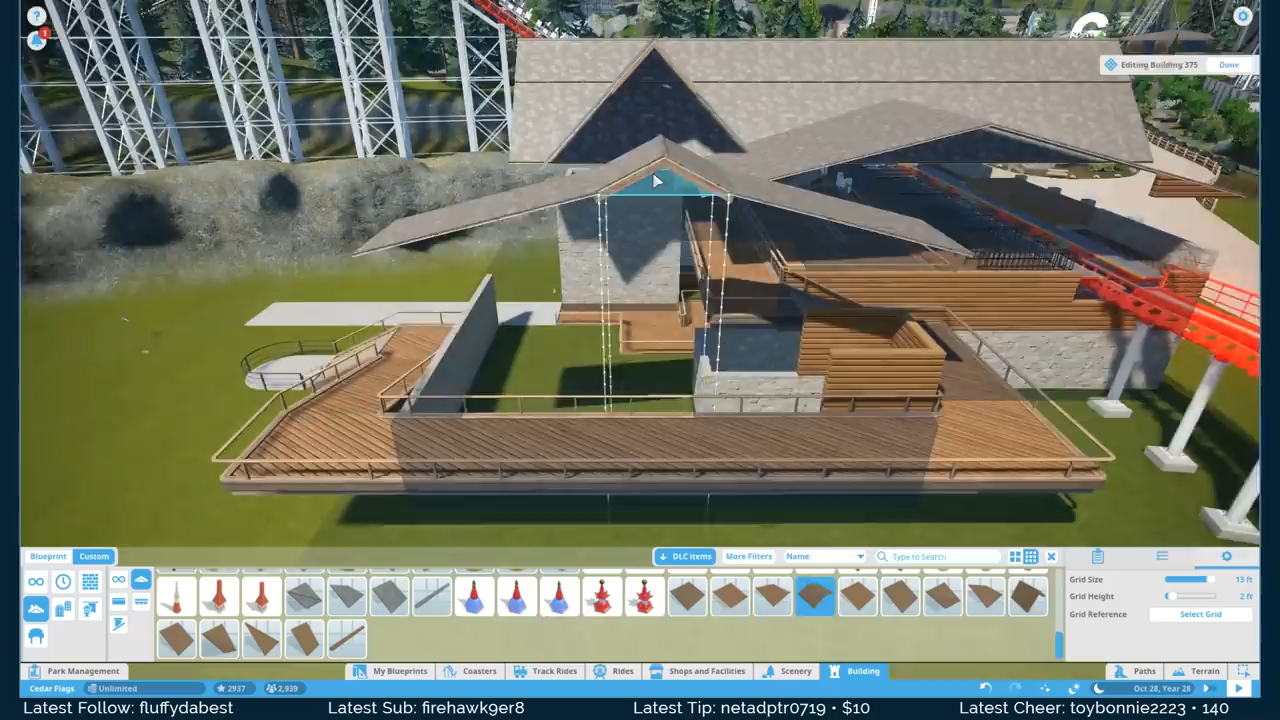 ?
1
Editing Building 375 Done
Blueprint Custom DLC items More Filters Name Type to Search
Grid Size 13 ft
Grid Height 2 ft
Grid Reference Select Grid
Park Management My Blueprints Coasters Track Rides Rides Shops and Facilities Scenery Building Paths Terrain
Cedar Flags Unlimited 2937 2,939 Oct 28, Year 28
Latest Follow: fluffydabest Latest Sub: firehawk9er8 Latest Tip: netadptr0719 • $10 Latest Cheer: toybonnie2223 • 140